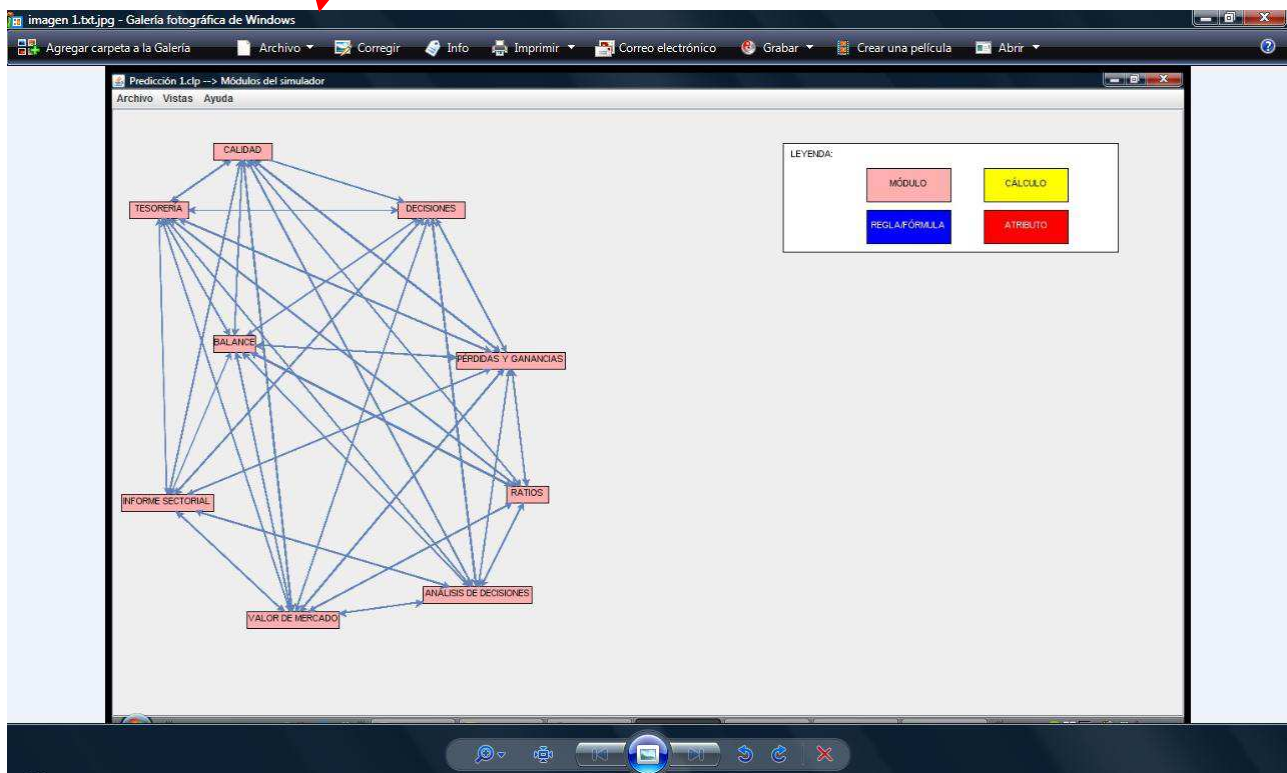 imagen 1.txt.jpg - Galería fotográfica de Windows
Agregar carpeta a la Galería Archivo Corregir Info Imprimir Correo electrónico Grabar Crear una película Abrir
Predicción 1.clp --> Módulos del simulador
Archivo Vistas Ayuda
CALIDAD
LEYENDA:
MÓDULO CÁLCULO
TESORERÍA DECISIONES
REGLA/FÓRMULA ATRIBUTO
BALANCE
PÉRDIDAS Y GANANCIAS
INFORME SECTORIAL RATIOS
ANÁLISIS DE DECISIONES
VALOR DE MERCADO